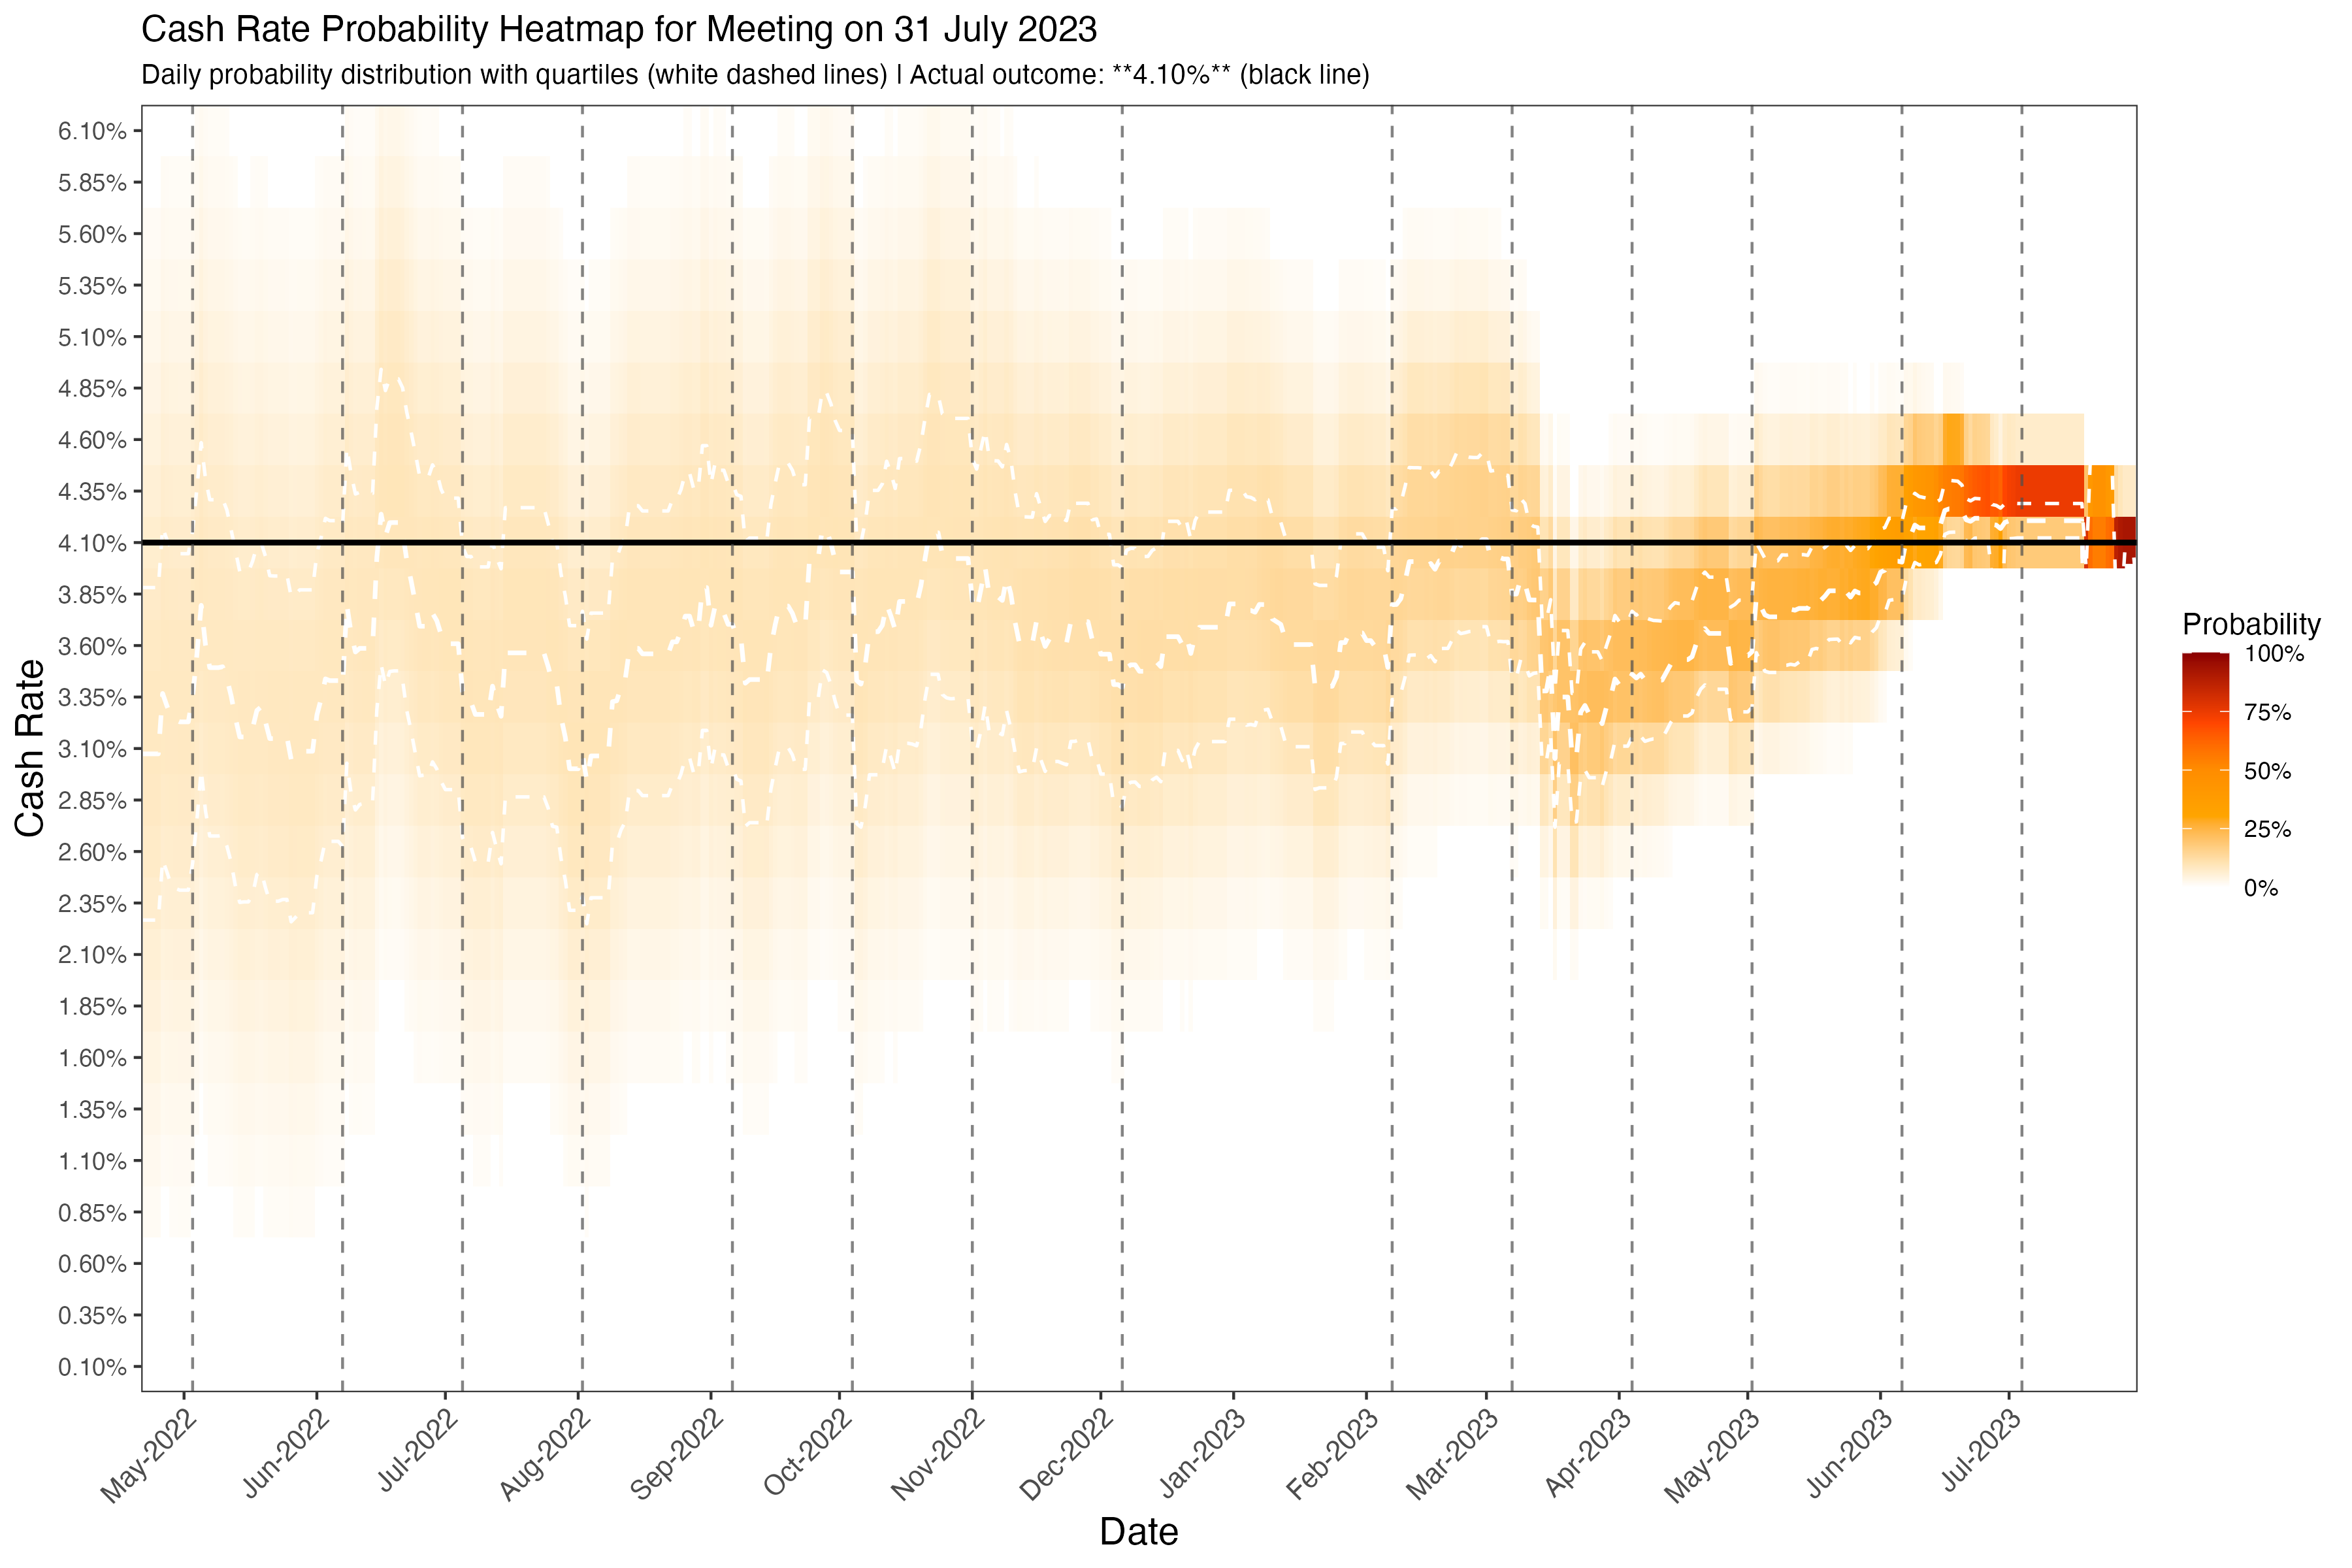 Cash Rate Probability Heatmap for Meeting on 31 July 2023
Daily probability distribution with quartiles (white dashed lines) | Actual outcome: **4.10%** (black line)
Cash Rate
6.10%
5.85%
5.60%
5.35%
5.10%
4.85%
4.60%
4.35%
4.10%
3.85%
3.60%
3.35%
3.10%
2.85%
2.60%
2.35%
2.10%
1.85%
1.60%
1.35%
1.10%
0.85%
0.60%
0.35%
0.10%
May-2022
Jun-2022
Jul-2022
Aug-2022
Sep-2022
Oct-2022
Nov-2022
Dec-2022
Jan-2023
Feb-2023
Mar-2023
Apr-2023
May-2023
Jun-2023
Jul-2023
Date
Probability
100%
75%
50%
25%
0%